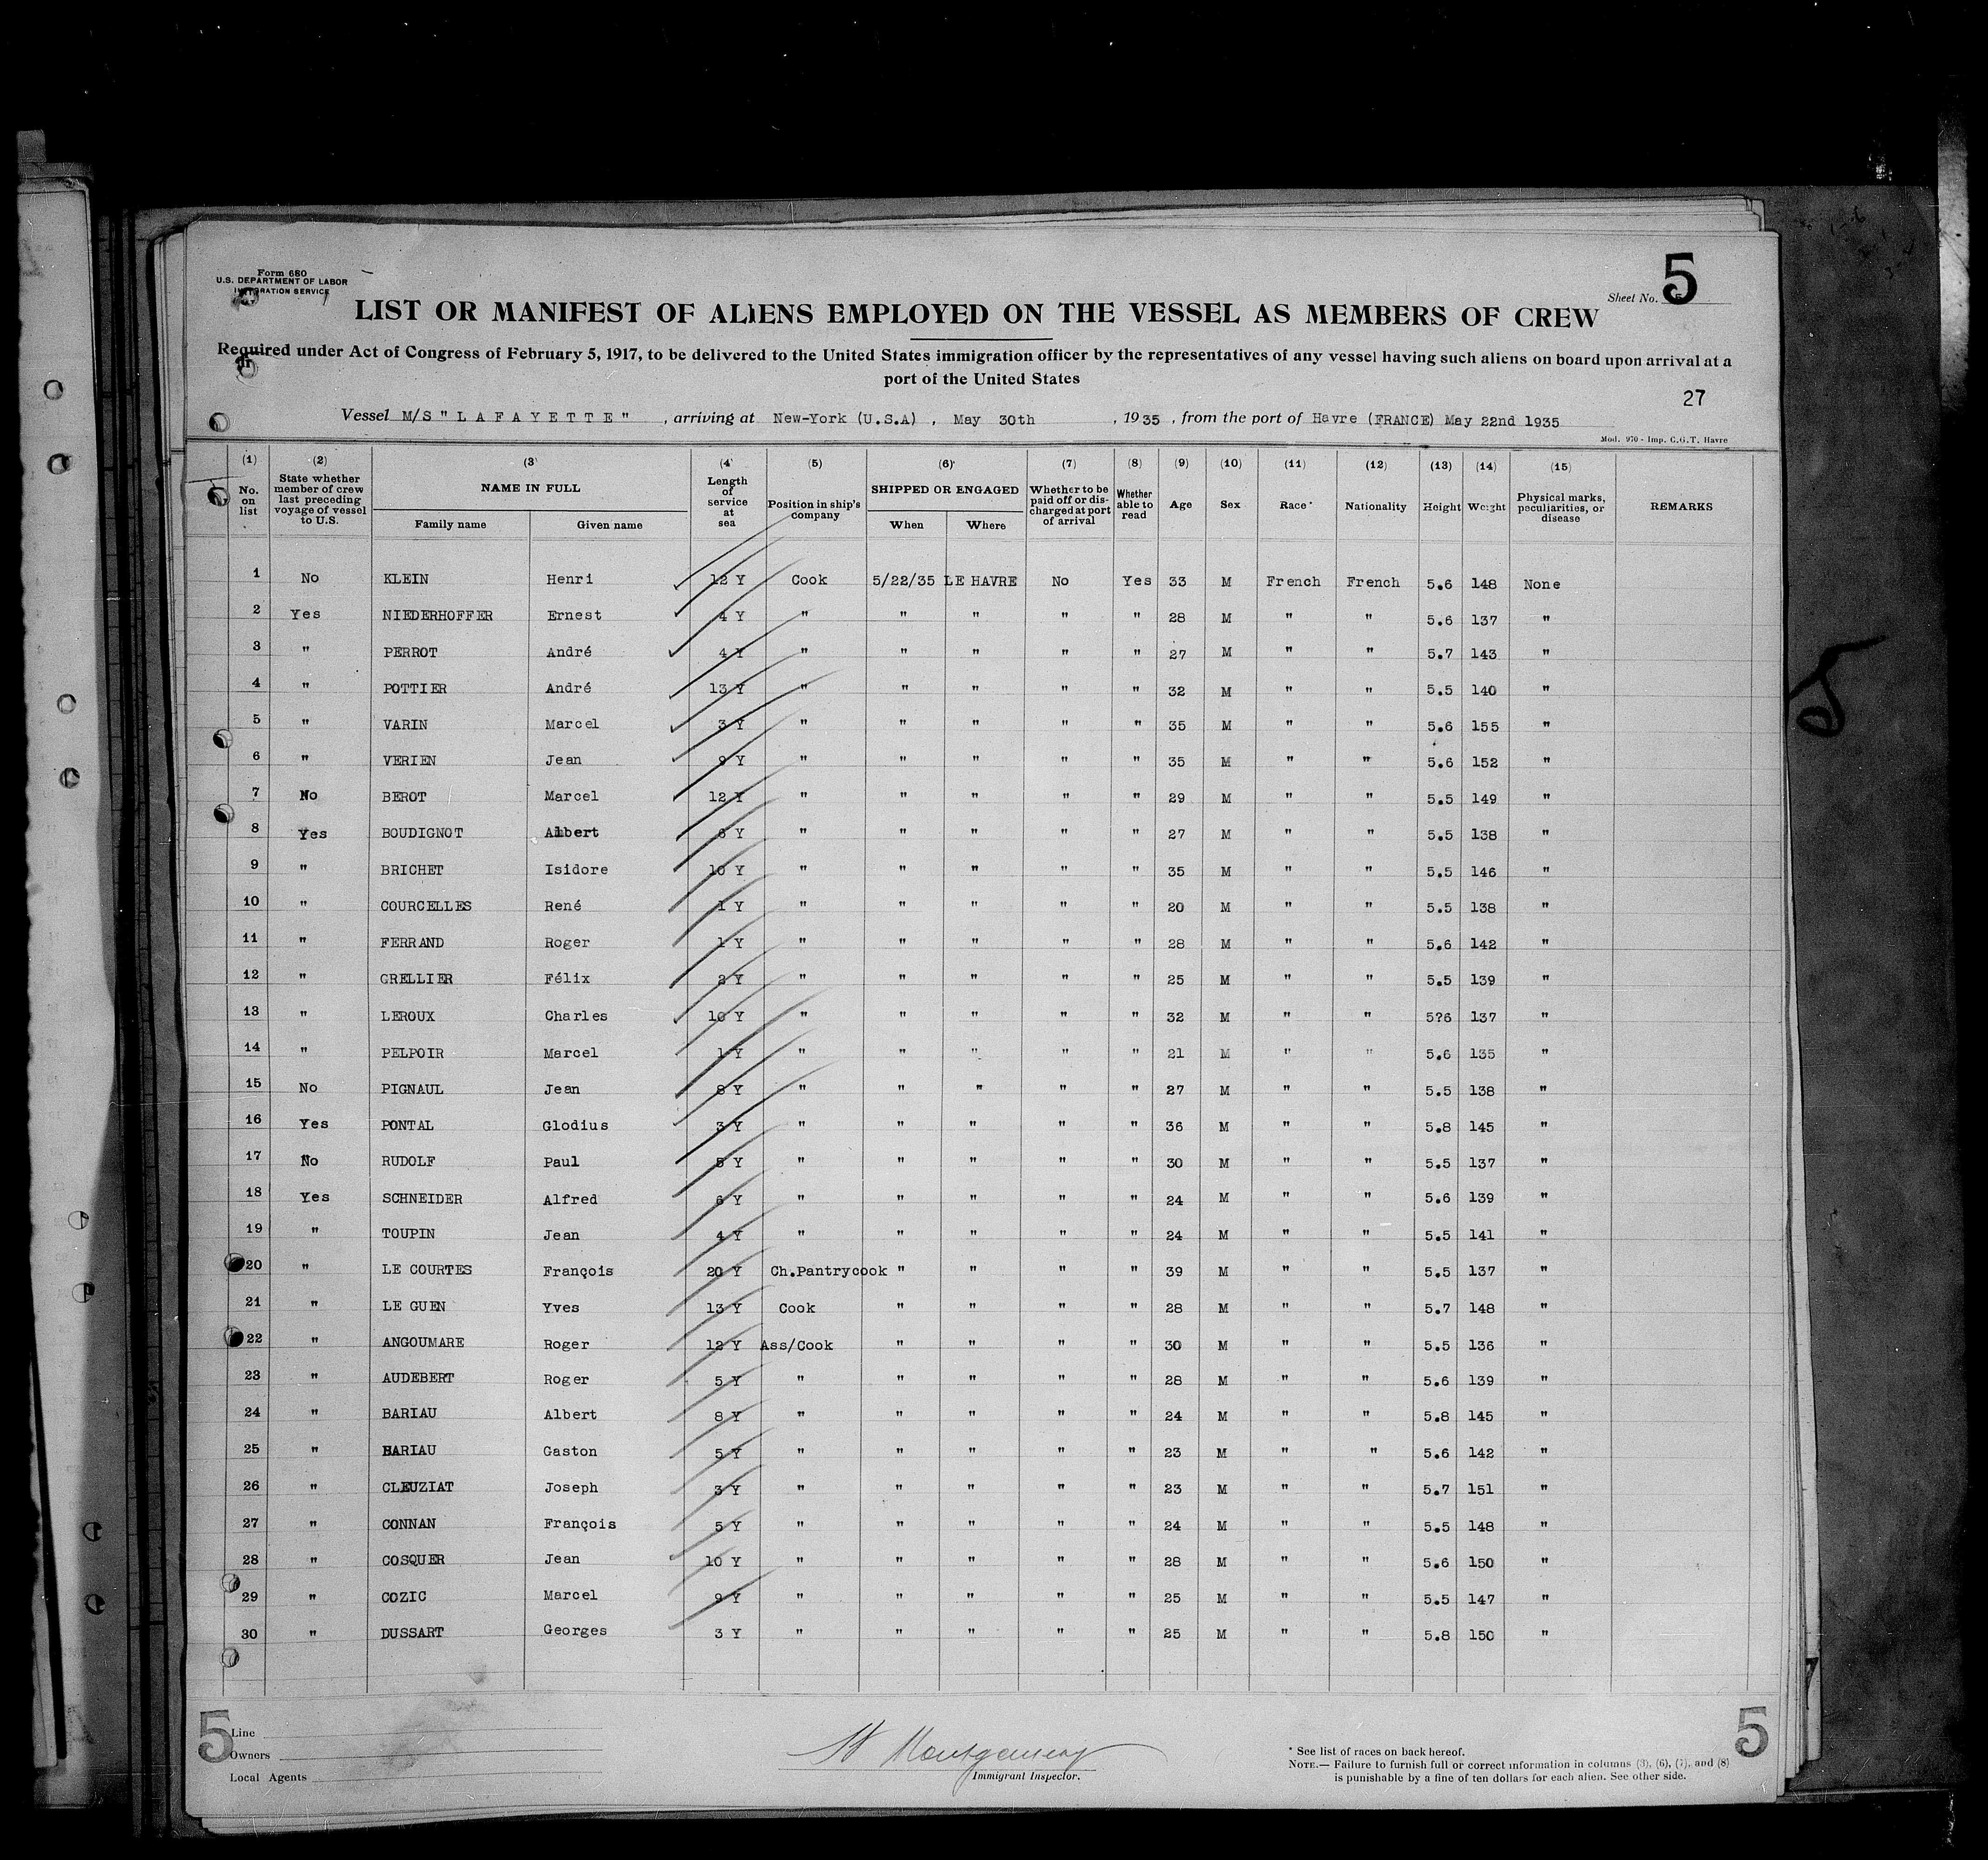 Form 680
U.S. DEPARTMENT OF LABOR
IMMIGRATION SERVICE
5
Sheet No.
LIST OR MANIFEST OF ALIENS EMPLOYED ON THE VESSEL AS MEMBERS OF CREW
Required under Act of Congress of February 5, 1917, to be delivered to the United States immigration officer by the representatives of any vessel having such aliens on board upon arrival at a
port of the United States
27
Vessel M/S "LAFAYETTE" , arriving at New-York (U.S.A) , May 30th , 1935 , from the port of Havre (FRANCE) May 22nd 1935
Mod. 970 - Imp. C.G.T. Havre
(1) (2) (3) (4) (5) (6) (7) (8) (9) (10) (11) (12) (13) (14) (15)
No. on list State whether member of crew last preceding voyage of vessel to U.S. NAME IN FULL Family name Given name Length of service at sea Position in ship's company SHIPPED OR ENGAGED When Where Whether to be paid off or discharged at port of arrival Whether able to read Age Sex Race* Nationality Height Weight Physical marks, peculiarities, or disease REMARKS
1 No KLEIN Henri 12 Y Cook 5/22/35 LE HAVRE No Yes 33 M French French 5.6 148 None
2 Yes NIEDERHOFFER Ernest 4 Y " " " " " 28 M " " 5.6 137 "
3 " PERROT André 4 Y " " " " " 27 M " " 5.7 143 "
4 " POTTIER André 13 Y " " " " " 32 M " " 5.5 140 "
5 " VARIN Marcel 3 Y " " " " " 35 M " " 5.6 155 "
6 " VERIEN Jean 9 Y " " " " " 35 M " " 5.6 152 "
7 No BEROT Marcel 12 Y " " " " " 29 M " " 5.5 149 "
8 Yes BOUDIGNOT Albert 6 Y " " " " " 27 M " " 5.5 138 "
9 " BRICHET Isidore 10 Y " " " " " 35 M " " 5.5 146 "
10 " COURCELLES René 1 Y " " " " " 20 M " " 5.5 138 "
11 " FERRAND Roger 1 Y " " " " " 28 M " " 5.6 142 "
12 " GRELLIER Félix 2 Y " " " " " 25 M " " 5.5 139 "
13 " LEROUX Charles 10 Y " " " " " 32 M " " 5?6 137 "
14 " PELPOIR Marcel 1 Y " " " " " 21 M " " 5.6 135 "
15 No PIGNAUL Jean 8 Y " " " " " 27 M " " 5.5 138 "
16 Yes PONTAL Glodius 3 Y " " " " " 36 M " " 5.8 145 "
17 No RUDOLF Paul 5 Y " " " " " 30 M " " 5.5 137 "
18 Yes SCHNEIDER Alfred 6 Y " " " " " 24 M " " 5.6 139 "
19 " TOUPIN Jean 4 Y " " " " " 24 M " " 5.5 141 "
20 " LE COURTES François 20 Y Ch.Pantrycook " " " " 39 M " " 5.5 137 "
21 " LE GUEN Yves 13 Y Cook " " " " 28 M " " 5.7 148 "
22 " ANGOUMARE Roger 12 Y Ass/Cook " " " " 30 M " " 5.5 136 "
23 " AUDEBERT Roger 5 Y " " " " " 28 M " " 5.6 139 "
24 " BARIAU Albert 8 Y " " " " " 24 M " " 5.8 145 "
25 " BARIAU Gaston 5 Y " " " " " 23 M " " 5.6 142 "
26 " CLEUZIAT Joseph 3 Y " " " " " 23 M " " 5.7 151 "
27 " CONNAN François 5 Y " " " " " 24 M " " 5.5 148 "
28 " COSQUER Jean 10 Y " " " " " 28 M " " 5.6 150 "
29 " COZIC Marcel 9 Y " " " " " 25 M " " 5.5 147 "
30 " DUSSART Georges 3 Y " " " " " 25 M " " 5.8 150 "
5 5
Line
Owners
Local Agents
Montgomery
Immigrant Inspector.
* See list of races on back hereof.
NOTE.— Failure to furnish full or correct information in columns (3), (6), (7), and (8)
is punishable by a fine of ten dollars for each alien. See other side.